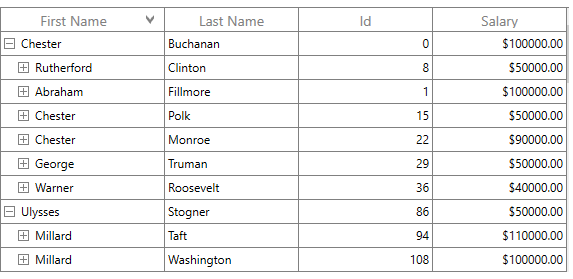 First Name Last Name Id Salary
Chester Buchanan 0 $100000.00
Rutherford Clinton 8 $50000.00
Abraham Fillmore 1 $100000.00
Chester Polk 15 $50000.00
Chester Monroe 22 $90000.00
George Truman 29 $50000.00
Warner Roosevelt 36 $40000.00
Ulysses Stogner 86 $50000.00
Millard Taft 94 $110000.00
Millard Washington 108 $100000.00